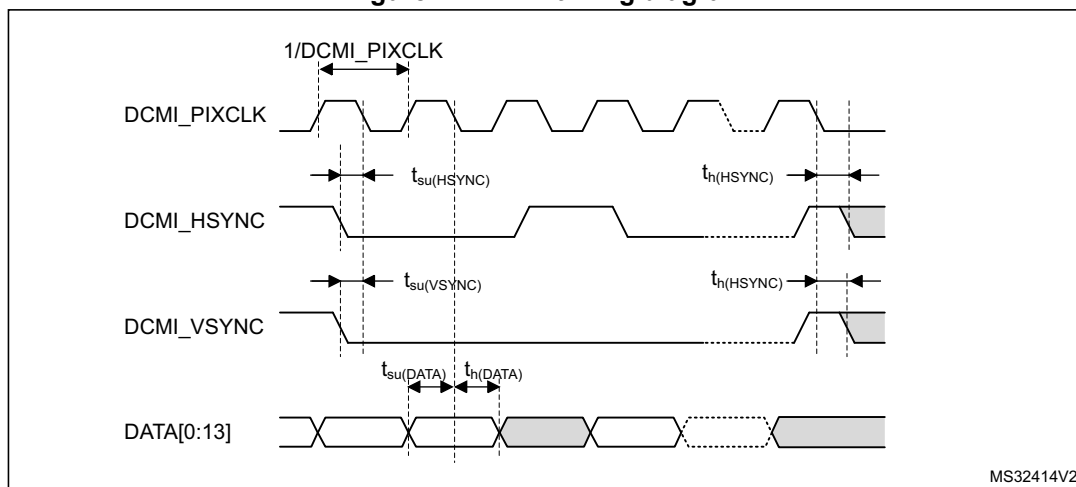 1/DCMI_PIXCLK
DCMI_PIXCLK
tsu(HSYNC) th(HSYNC)
DCMI_HSYNC
tsu(VSYNC) th(HSYNC)
DCMI_VSYNC
tsu(DATA) th(DATA)
DATA[0:13]
MS32414V2